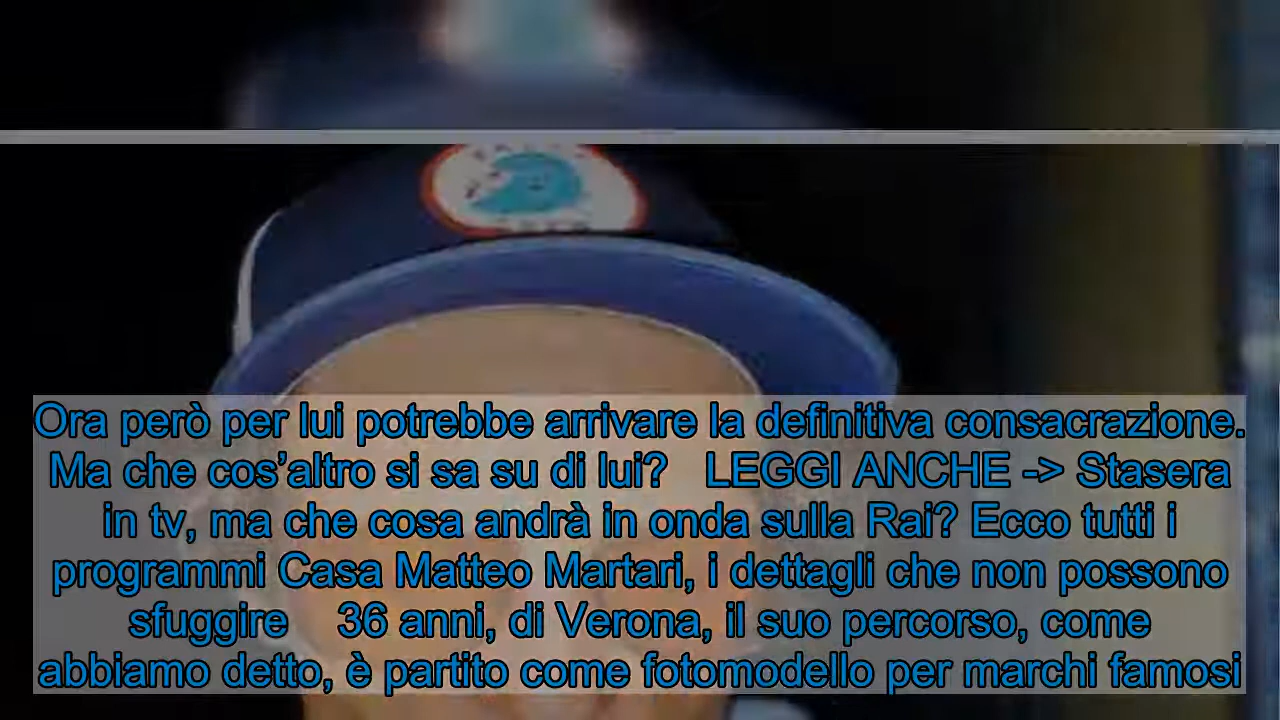 Ora però per lui potrebbe arrivare la definitiva consacrazione.
Ma che cos’altro si sa su di lui?   LEGGI ANCHE -> Stasera
in tv, ma che cosa andrà in onda sulla Rai? Ecco tutti i
programmi Casa Matteo Martari, i dettagli che non possono
sfuggire    36 anni, di Verona, il suo percorso, come
abbiamo detto, è partito come fotomodello per marchi famosi